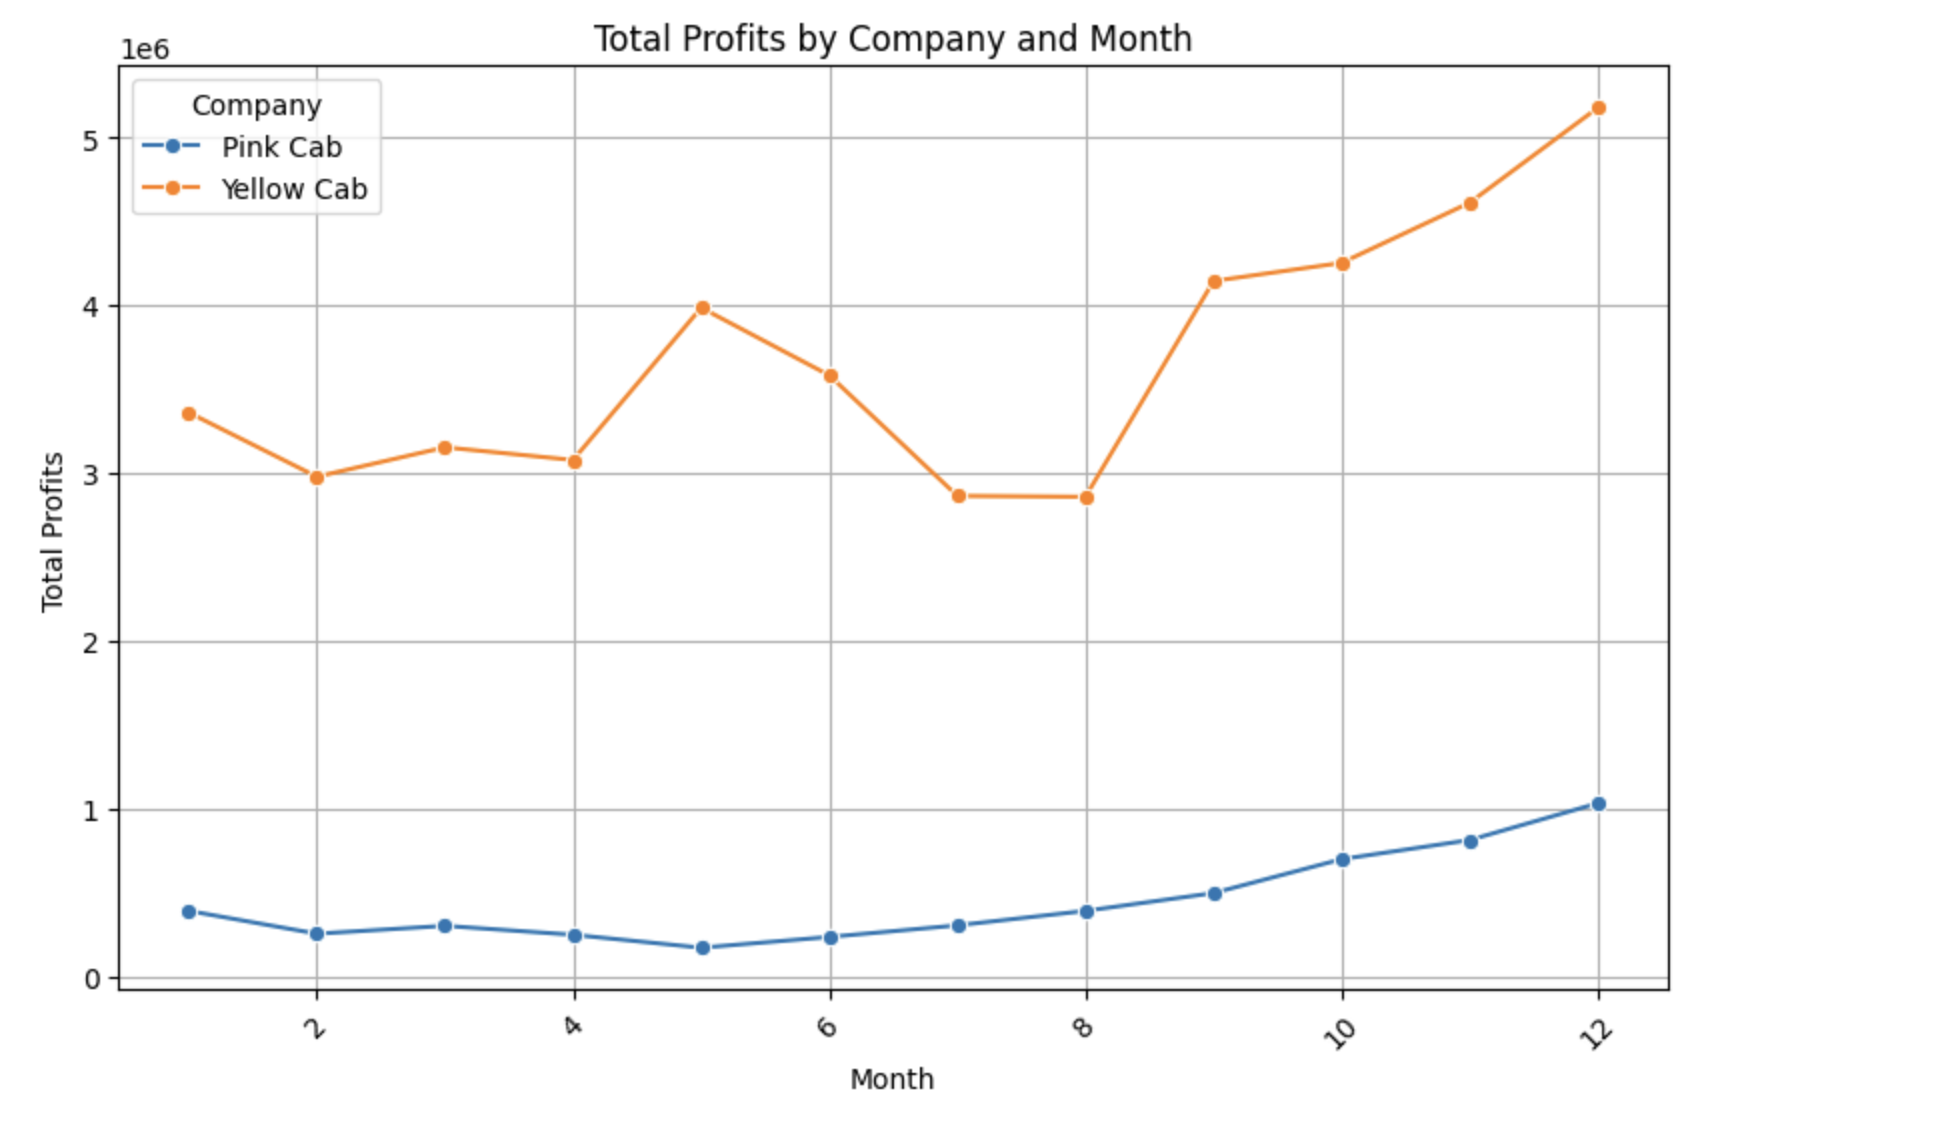 Total Profits by Company and Month
1e6
Company
Pink Cab
Yellow Cab
5
4
3
2
1
0
Total Profits
2 4 6 8 10 12
Month